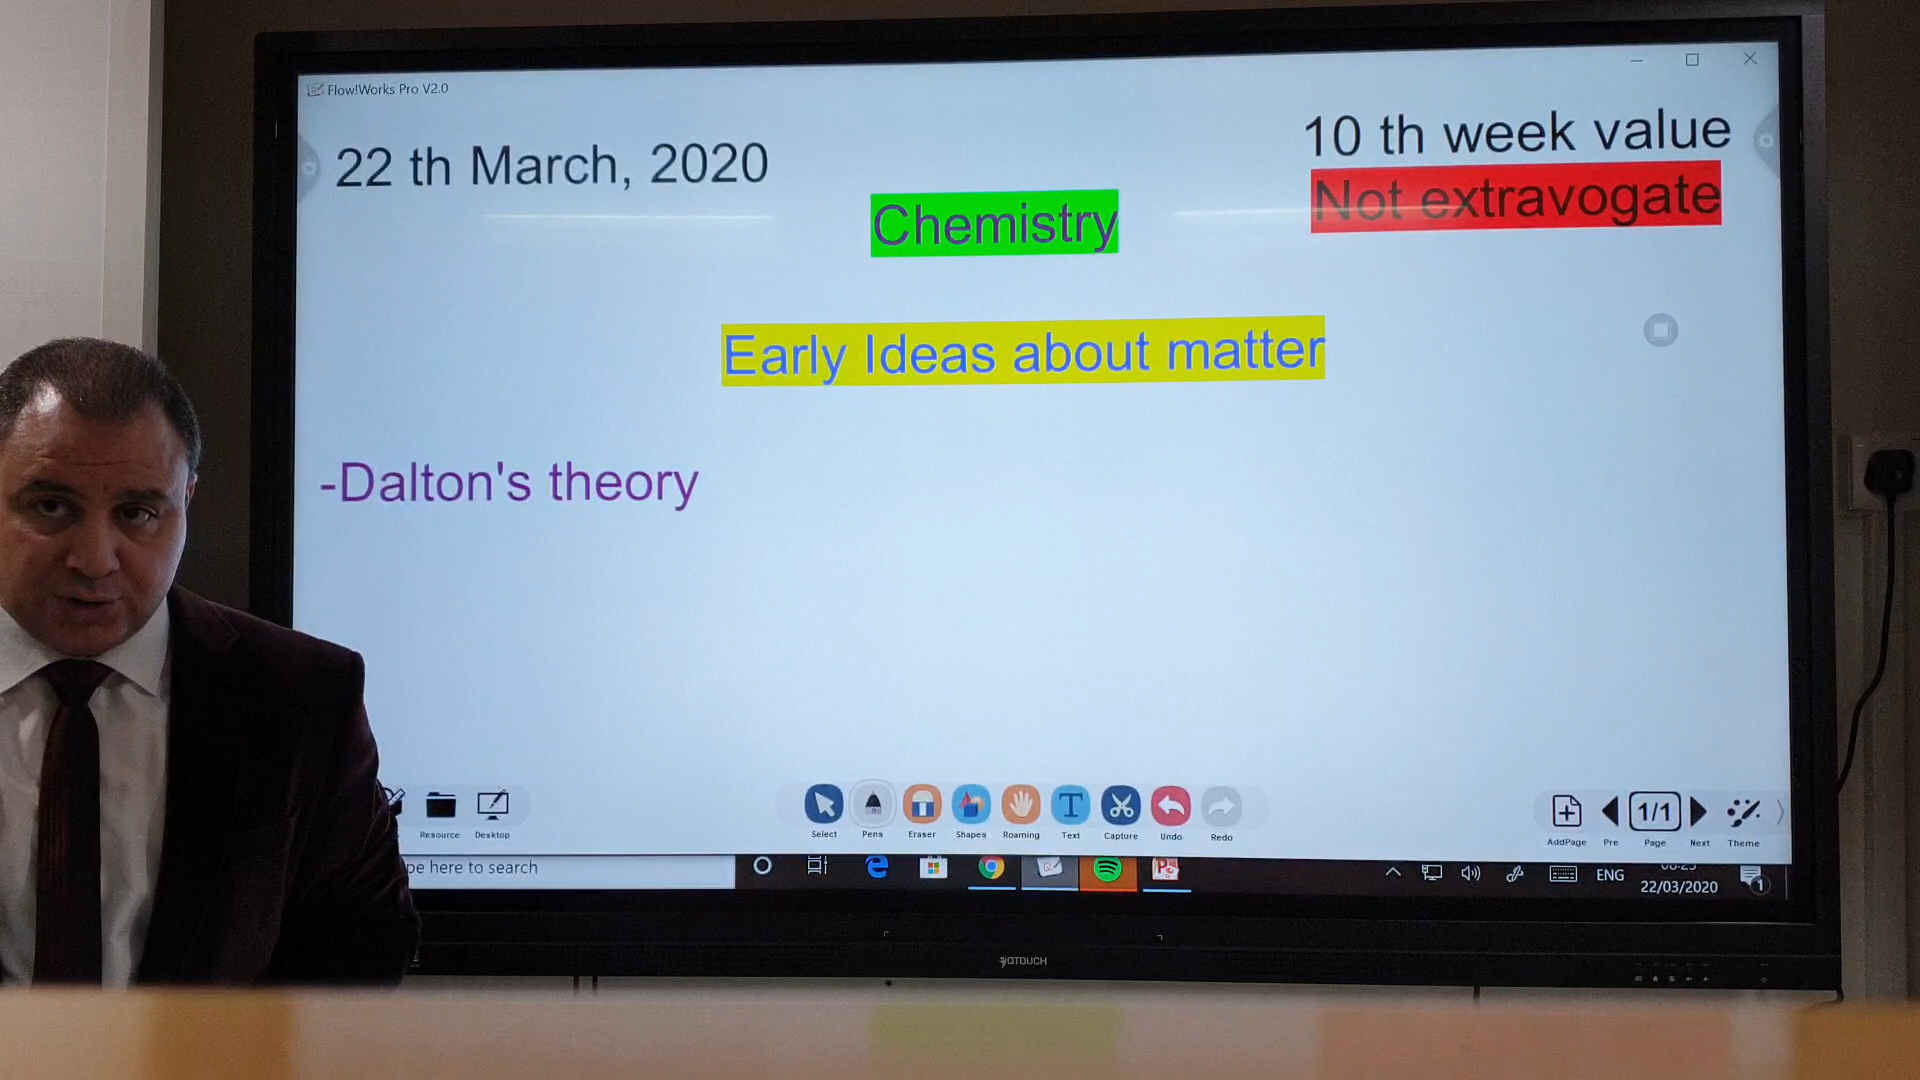 Flow!Works Pro V2.0
22 th March, 2020
10 th week value
Not extravogate
Chemistry
Early Ideas about matter
-Dalton's theory
Resource
Desktop
Select
Pens
Eraser
Shapes
Roaming
Text
Capture
Undo
Redo
AddPage
Pre
1/1
Page
Next
Theme
pe here to search
ENG
22/03/2020
1
QTOUCH